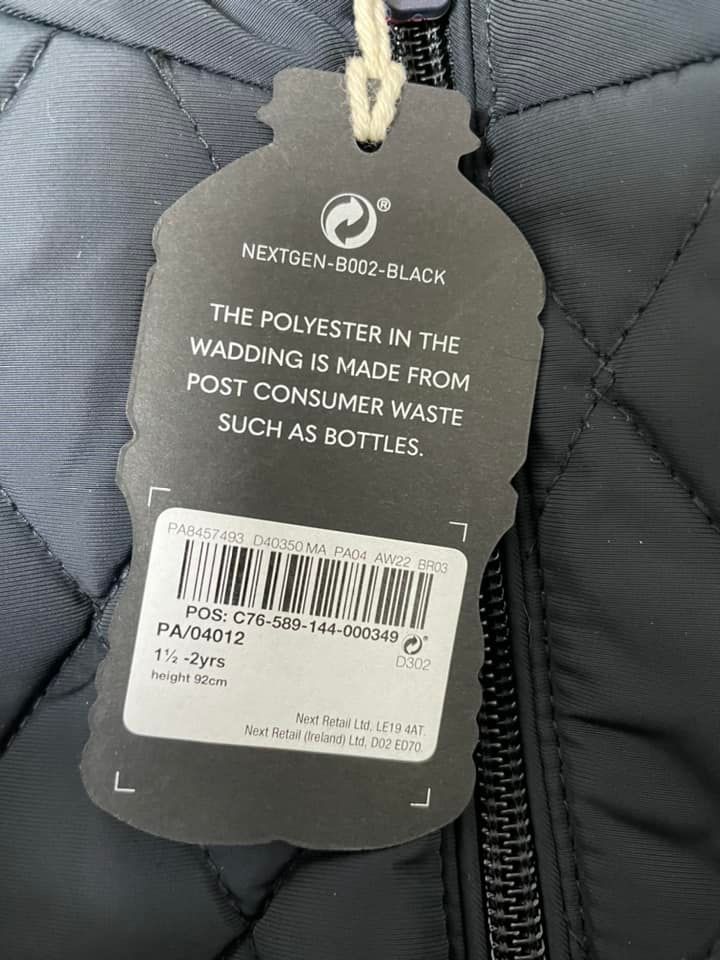 ®
NEXTGEN-B002-BLACK
THE POLYESTER IN THE
WADDING IS MADE FROM
POST CONSUMER WASTE
SUCH AS BOTTLES.
PA8457493 D40350 MA PA04 AW22 BR03
POS: C76-589-144-000349
PA/04012
D302
1½ -2yrs
height 92cm
Next Retail Ltd, LE19 4AT.
Next Retail (Ireland) Ltd, D02 ED70.